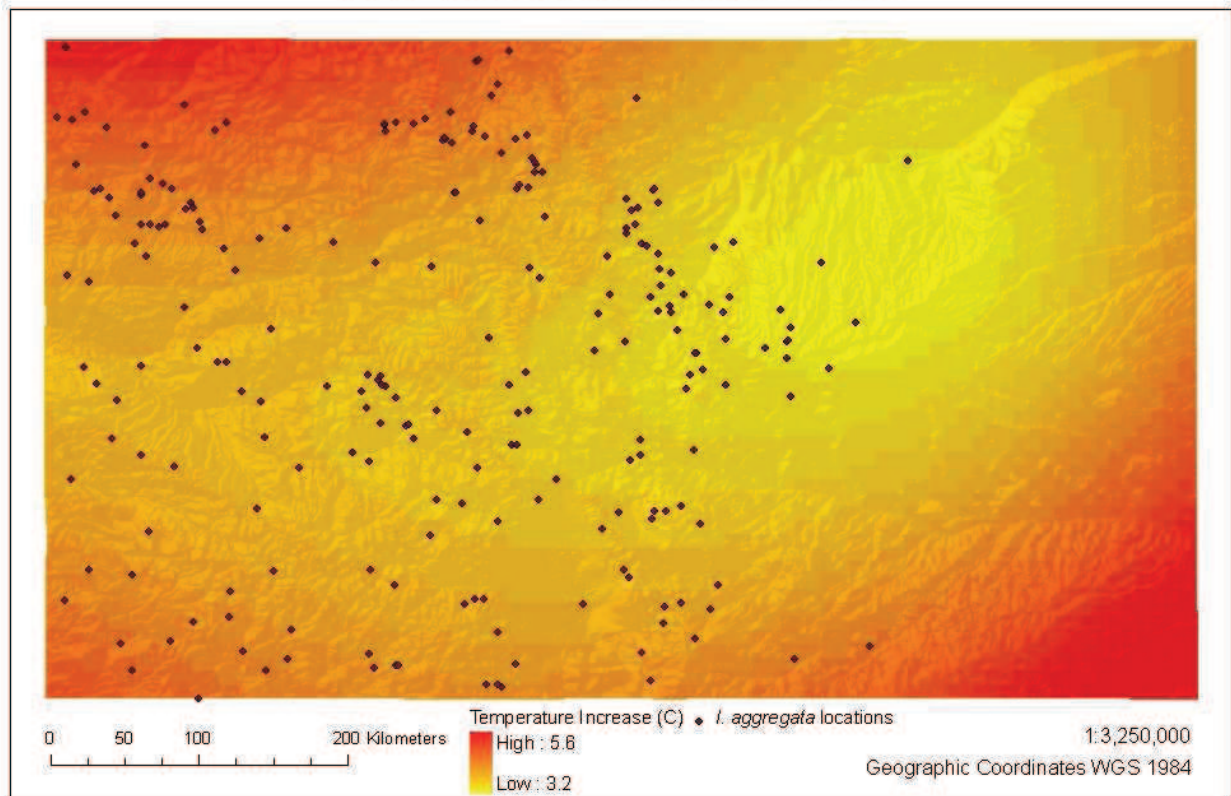 Temperature Increase (C) I. aggregata locations
0 50 100 200 Kilometers
High : 5.6
Low : 3.2
1:3,250,000
Geographic Coordinates WGS 1984